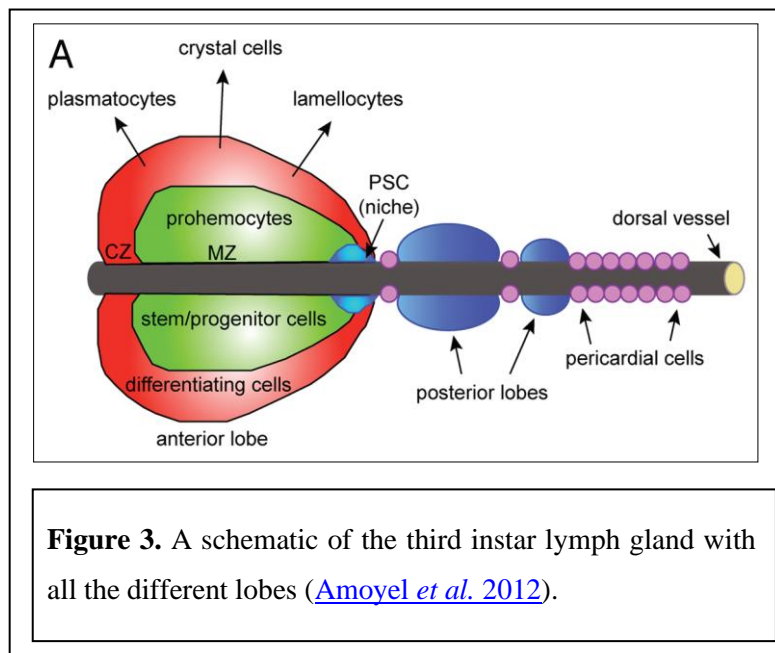 A
crystal cells
plasmatocytes
lamellocytes
PSC
(niche)
prohemocytes
dorsal vessel
CZ
MZ
stem/progenitor cells
differentiating cells
pericardial cells
posterior lobes
anterior lobe
Figure 3. A schematic of the third instar lymph gland with
all the different lobes (Amoyel et al. 2012).